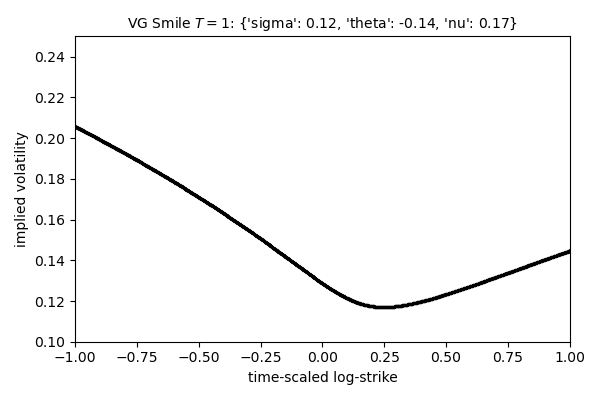 VG Smile T = 1: {'sigma': 0.12, 'theta': -0.14, 'nu': 0.17}
0.24
0.22
0.20
0.18
0.16
0.14
0.12
0.10
implied volatility
−1.00 −0.75 −0.50 −0.25 0.00 0.25 0.50 0.75 1.00
time-scaled log-strike